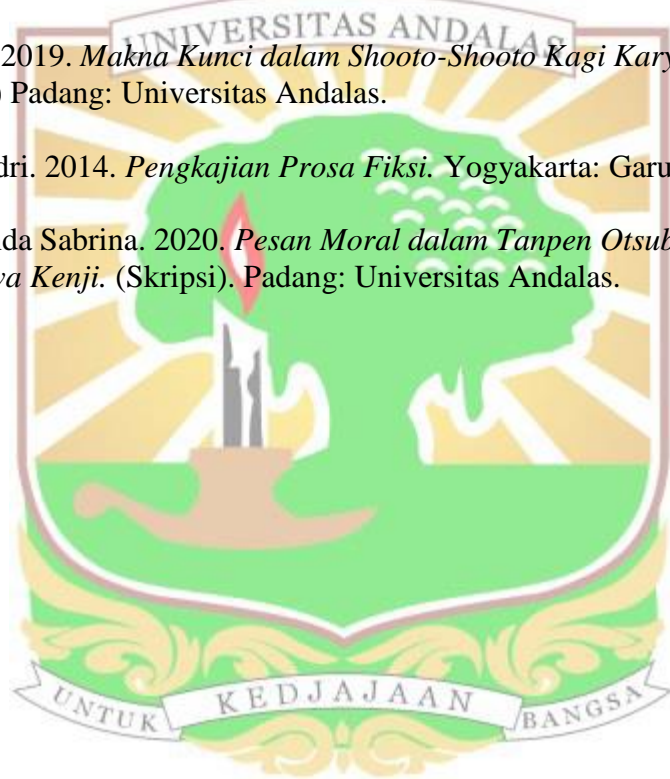 UNIVERSITAS ANDALAS
2019. Makna Kunci dalam Shooto-Shooto Kagi Kary
) Padang: Universitas Andalas.
dri. 2014. Pengkajian Prosa Fiksi. Yogyakarta: Garu
da Sabrina. 2020. Pesan Moral dalam Tanpen Otsub
va Kenji. (Skripsi). Padang: Universitas Andalas.
UNTUK KEDJAJAAN BANGSA